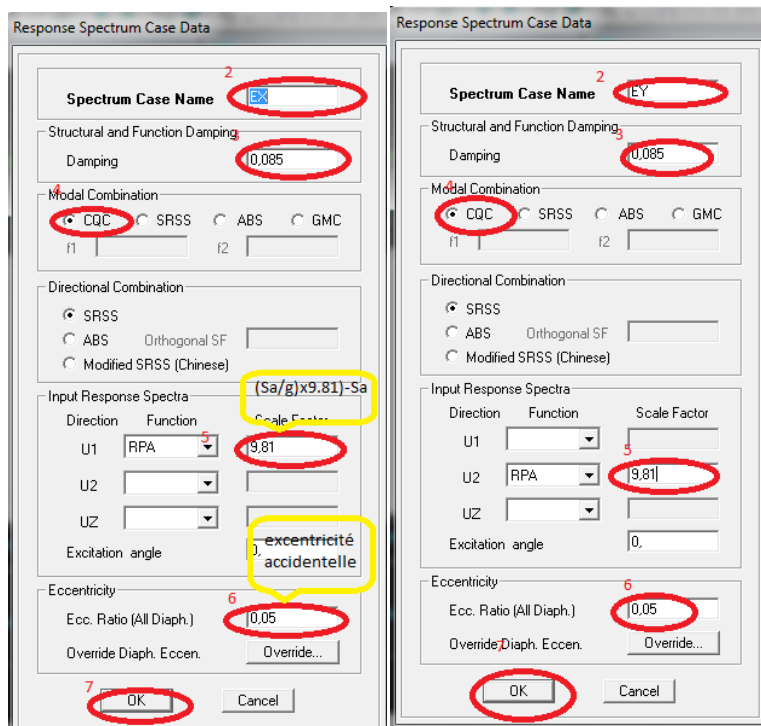 Response Spectrum Case Data
2
Spectrum Case Name EX
Structural and Function Damping
3
Damping 0,085
Modal Combination
4
CQC SRSS ABS GMC
f1 f2
Directional Combination
SRSS
ABS Orthogonal SF
Modified SRSS (Chinese)
(Sa/g)x9.81)-Sa
Input Response Spectra
Direction Function Scale Factor
5
U1 RPA 9,81
U2
UZ
excentricité
accidentelle
Excitation angle 0,
Eccentricity
6
Ecc. Ratio (All Diaph.) 0,05
Override Diaph. Eccen. Override...
7
OK Cancel
Response Spectrum Case Data
2
Spectrum Case Name EY
Structural and Function Damping
3
Damping 0,085
Modal Combination
4
CQC SRSS ABS GMC
f1 f2
Directional Combination
SRSS
ABS Orthogonal SF
Modified SRSS (Chinese)
Input Response Spectra
Direction Function Scale Factor
U1
5
U2 RPA 9,81
UZ
Excitation angle 0,
Eccentricity
6
Ecc. Ratio (All Diaph.) 0,05
Override Diaph. Eccen. Override...
7
OK Cancel